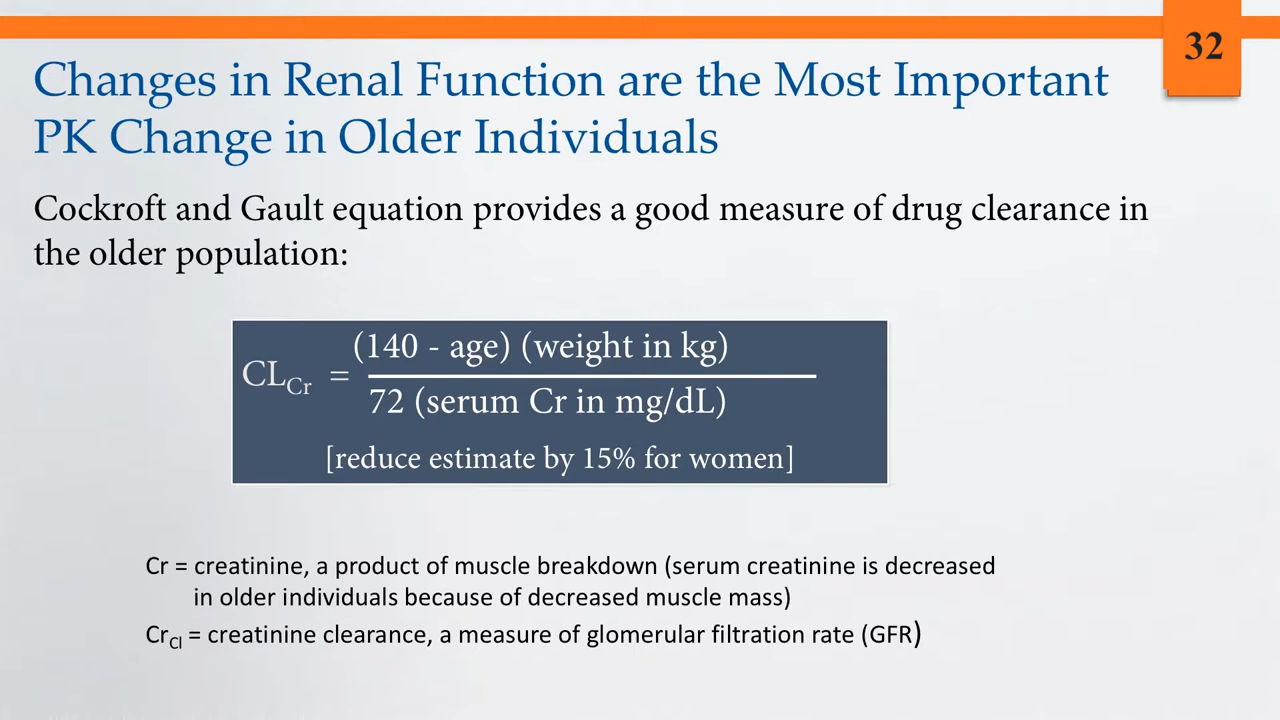 32
Changes in Renal Function are the Most Important
PK Change in Older Individuals
Cockroft and Gault equation provides a good measure of drug clearance in
the older population:
(140 - age) (weight in kg)
CLCr =
72 (serum Cr in mg/dL)
[reduce estimate by 15% for women]
Cr = creatinine, a product of muscle breakdown (serum creatinine is decreased
in older individuals because of decreased muscle mass)
CrCl = creatinine clearance, a measure of glomerular filtration rate (GFR)